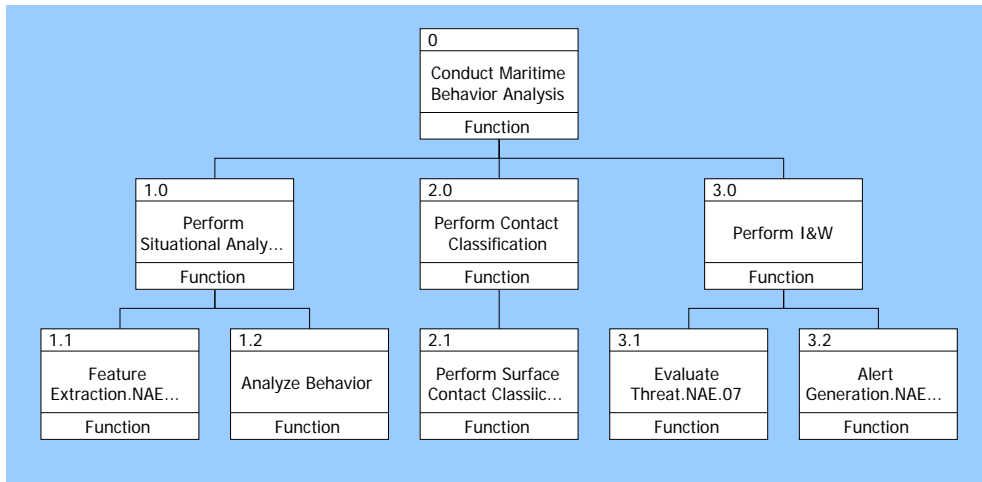 0
Conduct Maritime
Behavior Analysis
Function
1.0
Perform
Situational Analy...
Function
2.0
Perform Contact
Classification
Function
3.0
Perform I&W
Function
1.1
Feature
Extraction.NAE...
Function
1.2
Analyze Behavior
Function
2.1
Perform Surface
Contact Classiic...
Function
3.1
Evaluate
Threat.NAE.07
Function
3.2
Alert
Generation.NAE...
Function